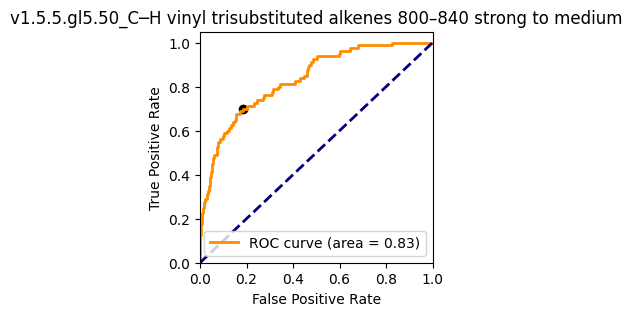 v1.5.5.gl5.50_C─H vinyl trisubstituted alkenes 800–840 strong to medium
1.0
0.8
0.6
0.4
0.2
0.0
True Positive Rate
ROC curve (area = 0.83)
0.0 0.2 0.4 0.6 0.8 1.0
False Positive Rate